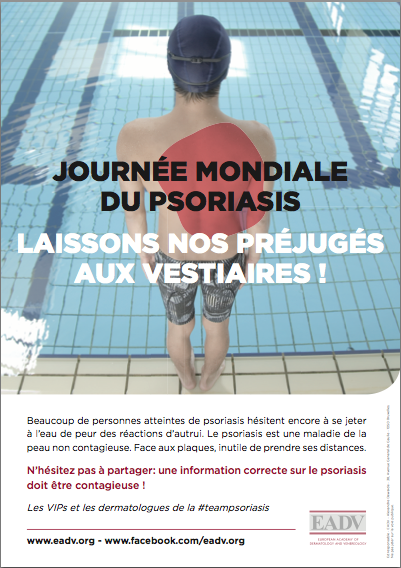 JOURNÉE MONDIALE
DU PSORIASIS
LAISSONS NOS PRÉJUGÉS
AUX VESTIAIRES !
Beaucoup de personnes atteintes de psoriasis hésitent encore à se jeter
à l'eau de peur des réactions d'autrui. Le psoriasis est une maladie de la
peau non contagieuse. Face aux plaques, inutile de prendre ses distances.
N'hésitez pas à partager: une information correcte sur le psoriasis
doit être contagieuse !
Les VIPs et les dermatologues de la #teampsoriasis
EADV
EUROPEAN ACADEMY OF
DERMATOLOGY AND VENEREOLOGY
www.eadv.org - www.facebook.com/eadv.org